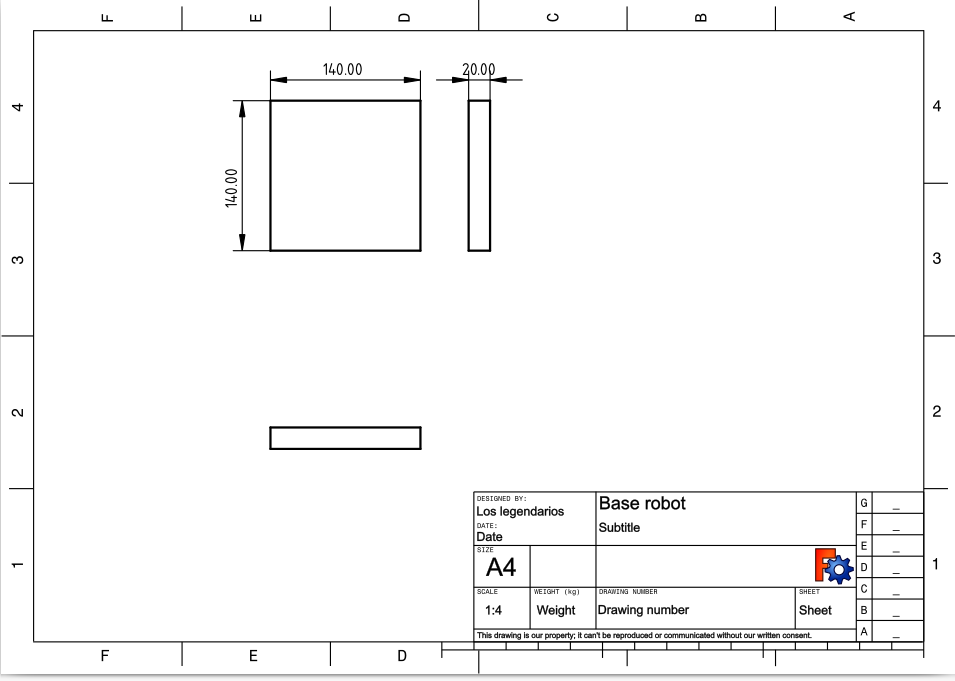 F E D C B A
140.00 20.00
4 4
140.00
3 3
2 2
DESIGNED BY:
Los legendarios
Base robot
G _
DATE:
Date
Subtitle
F _
SIZE
A4
E _
D _
1 1
SCALE WEIGHT (kg) DRAWING NUMBER SHEET
C _
1:4 Weight Drawing number Sheet
B _
This drawing is our property; it can't be reproduced or communicated without our written consent.
A _
F E D